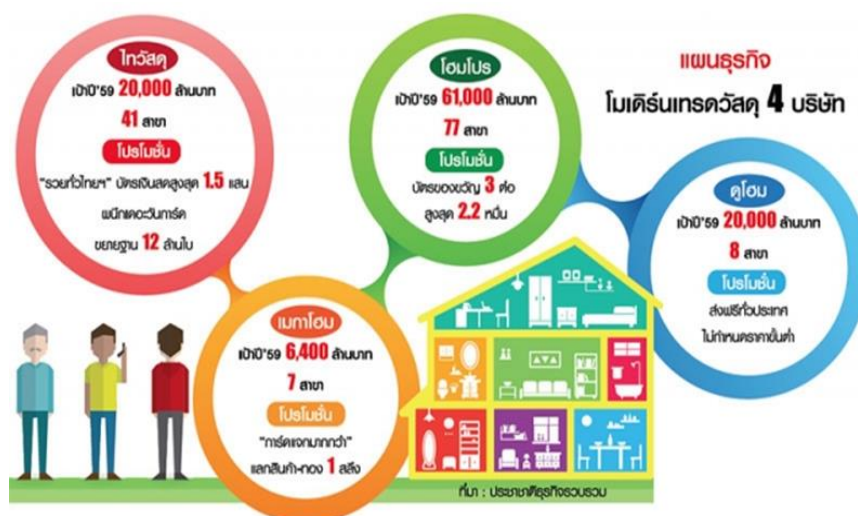 แผนธุรกิจ
โมเดิร์นเทรดวัสดุ 4 บริษัท
ไทวัสดุ
เป้าปี'59 20,000 ล้านบาท
41 สาขา
โปรโมชั่น
"รวยทั่วไทยฯ" บัตรเงินสดสูงสุด 1.5 แสน
ผนึกเดอะวันการ์ด
ขยายฐาน 12 ล้านใบ
เมกาโฮม
เป้าปี'59 6,400 ล้านบาท
7 สาขา
โปรโมชั่น
"การ์ดแจกมากกว่า"
แลกสินค้า-ทอง 1 สลึง
โฮมโปร
เป้าปี'59 61,000 ล้านบาท
77 สาขา
โปรโมชั่น
บัตรของขวัญ 3 ต่อ
สูงสุด 2.2 หมื่น
ดูโฮม
เป้าปี'59 20,000 ล้านบาท
8 สาขา
โปรโมชั่น
ส่งฟรีทั่วประเทศ
ไม่กำหนดราคาขั้นต่ำ
ที่มา : ประชาชาติธุรกิจรวบรวม